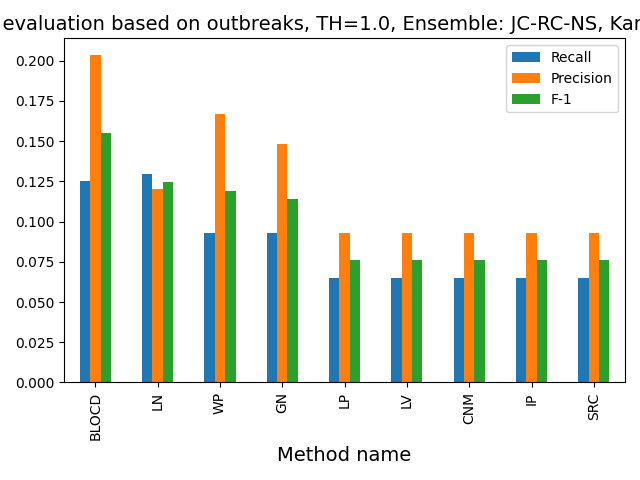 evaluation based on outbreaks, TH=1.0, Ensemble: JC-RC-NS,
Recall
Precision
F-1
0.200
0.175
0.150
0.125
0.100
0.075
0.050
0.025
0.000
BLOCD
LN
WP
GN
LP
LV
CNM
IP
SRC
Method name